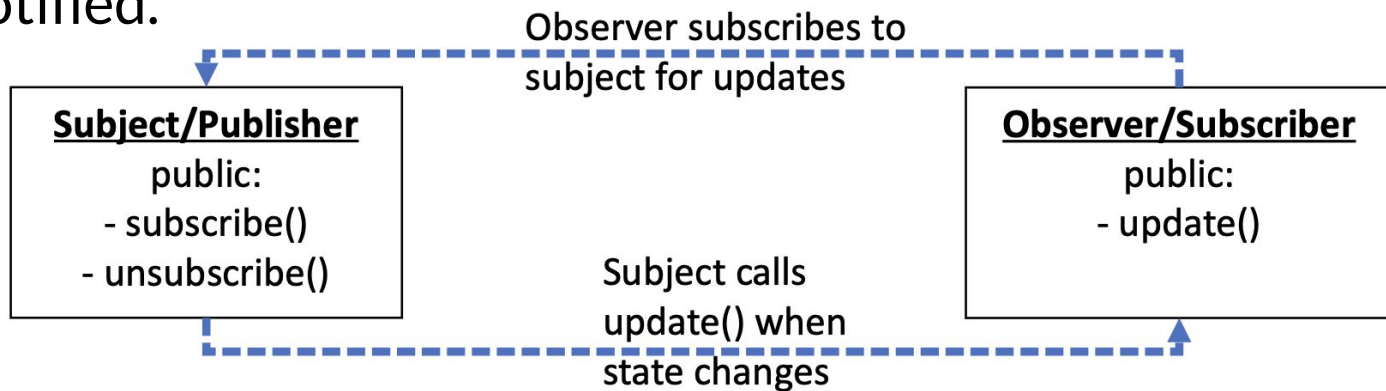 Observer subscribes to
subject for updates
Subject/Publisher
public:
- subscribe()
- unsubscribe()
Observer/Subscriber
public:
- update()
Subject calls
update() when
state changes